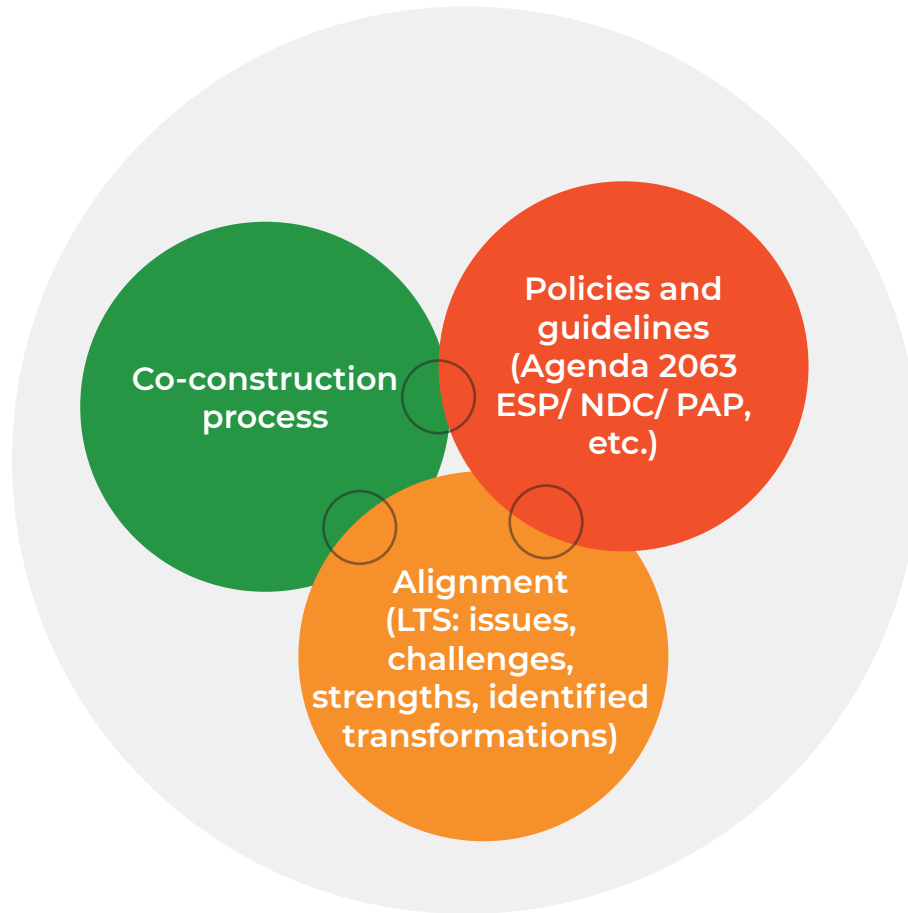 Co-construction
process
Policies and
guidelines
(Agenda 2063
ESP/ NDC/ PAP,
etc.)
Alignment
(LTS: issues,
challenges,
strengths, identified
transformations)